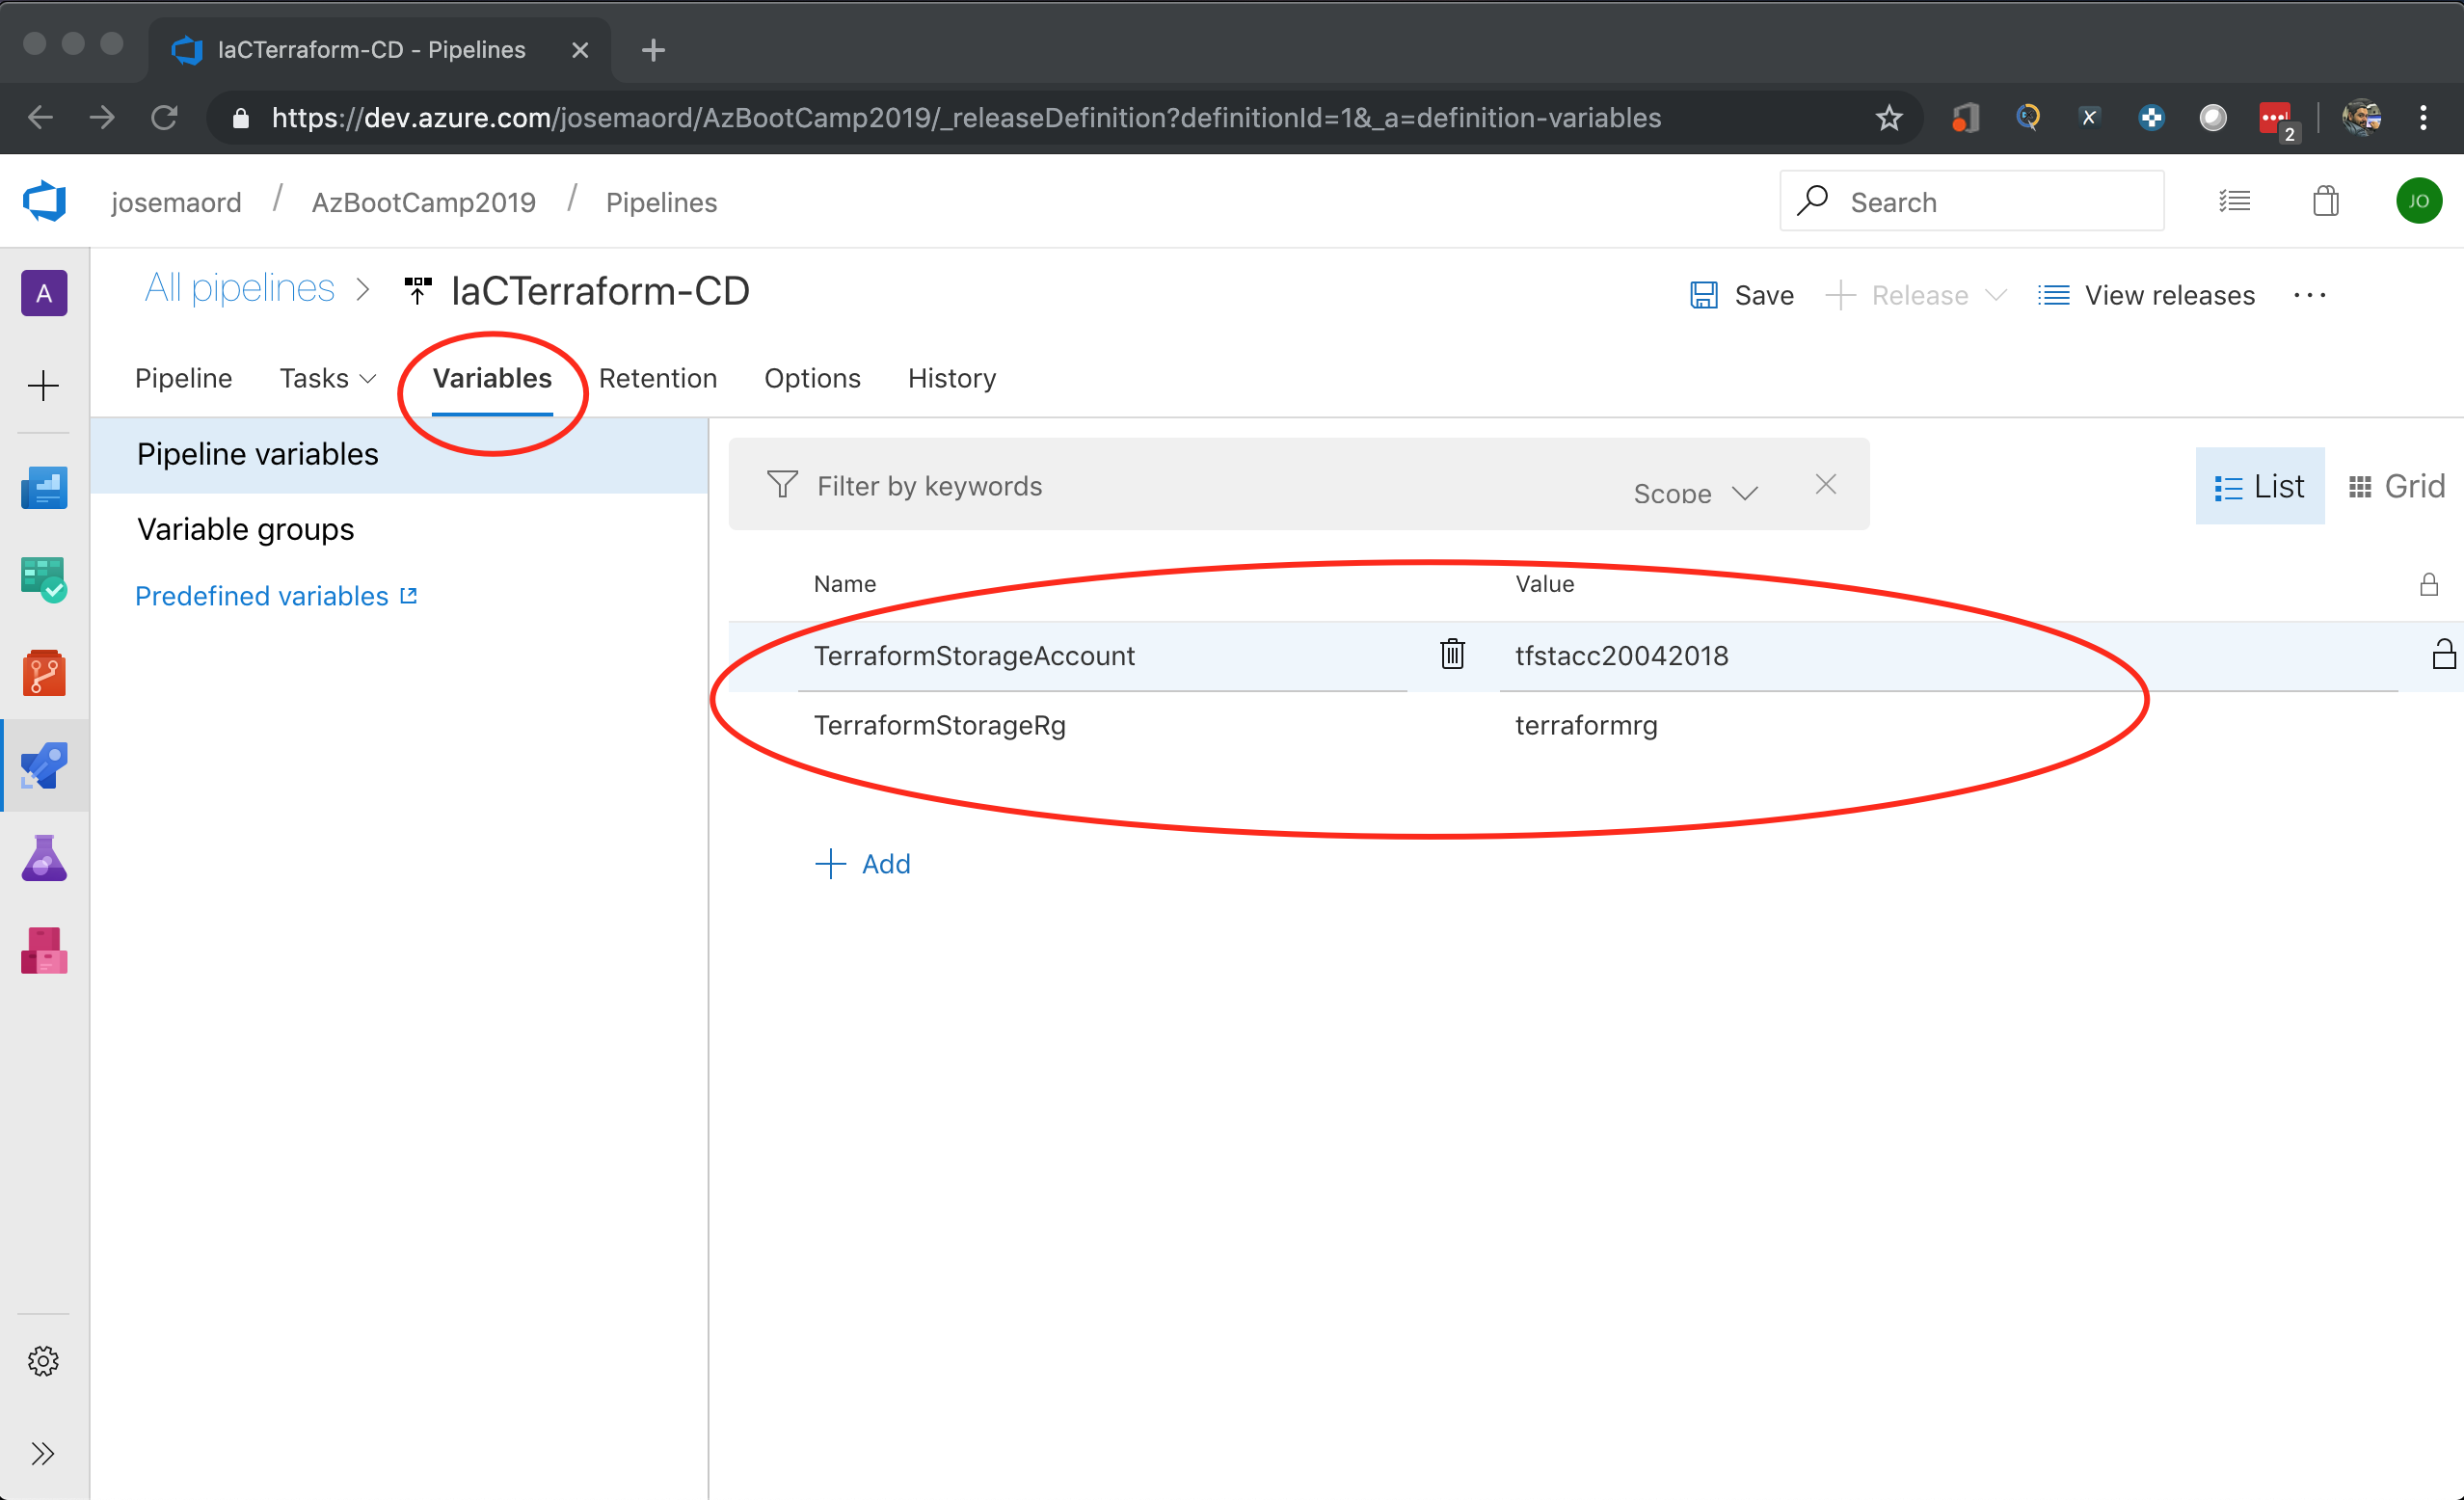 IaCTerraform-CD - Pipelines
https://dev.azure.com/josemaord/AzBootCamp2019/_releaseDefinition?definitionId=1&_a=definition-variables
2
josemaord / AzBootCamp2019 / Pipelines
Search
JO
A
All pipelines > IaCTerraform-CD
Save
Release
View releases
Pipeline
Tasks
Variables
Retention
Options
History
Pipeline variables
Variable groups
Predefined variables
Filter by keywords
Scope
List
Grid
Name
Value
TerraformStorageAccount
tfstacc20042018
TerraformStorageRg
terraformrg
Add